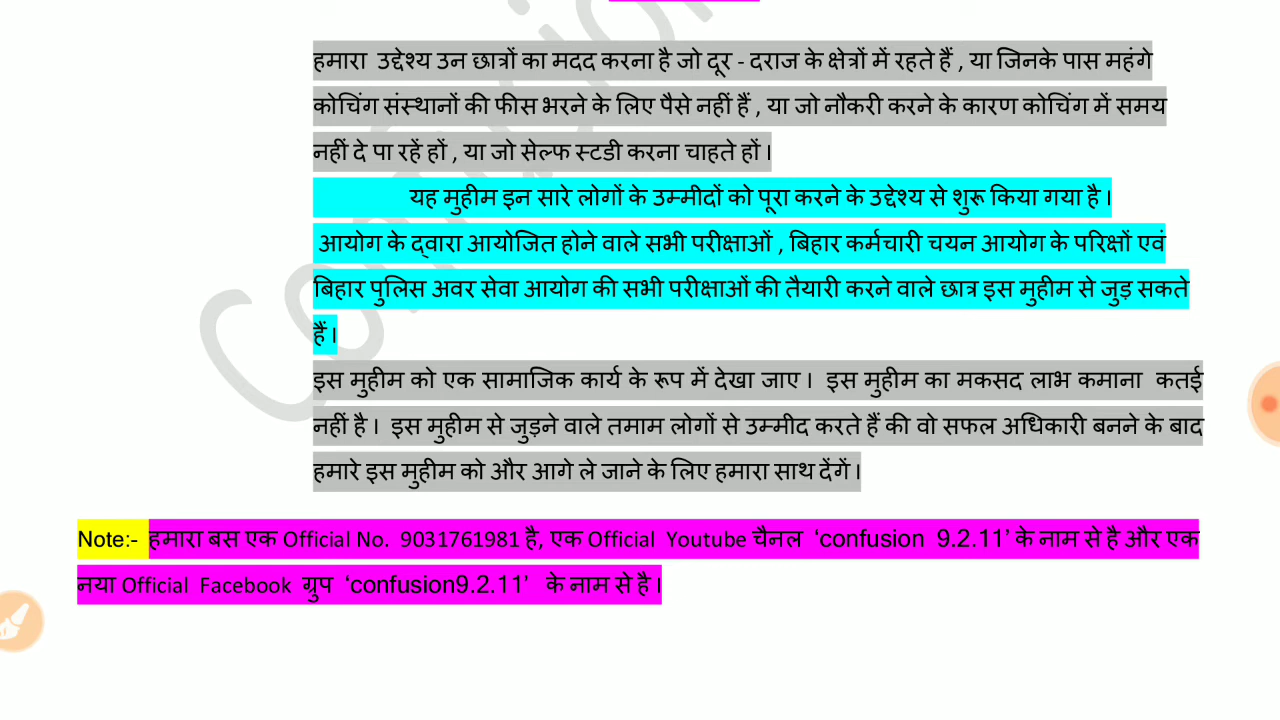 हमारा उद्देश्य उन छात्रों का मदद करना है जो दूर - दराज के क्षेत्रों में रहते हैं , या जिनके पास महंगे
कोचिंग संस्थानों की फीस भरने के लिए पैसे नहीं हैं , या जो नौकरी करने के कारण कोचिंग में समय
नहीं दे पा रहें हों , या जो सेल्फ स्टडी करना चाहते हों ।
यह मुहीम इन सारे लोगों के उम्मीदों को पूरा करने के उद्देश्य से शुरू किया गया है ।
आयोग के द्वारा आयोजित होने वाले सभी परीक्षाओं , बिहार कर्मचारी चयन आयोग के परिक्षों एवं
बिहार पुलिस अवर सेवा आयोग की सभी परीक्षाओं की तैयारी करने वाले छात्र इस मुहीम से जुड़ सकते
हैं ।
इस मुहीम को एक सामाजिक कार्य के रूप में देखा जाए । इस मुहीम का मकसद लाभ कमाना कतई
नहीं है । इस मुहीम से जुड़ने वाले तमाम लोगों से उम्मीद करते हैं की वो सफल अधिकारी बनने के बाद
हमारे इस मुहीम को और आगे ले जाने के लिए हमारा साथ देंगें ।
Note:- हमारा बस एक Official No. 9031761981 है, एक Official Youtube चैनल ‘confusion 9.2.11’ के नाम से है और एक
नया Official Facebook ग्रुप ‘confusion9.2.11’ के नाम से है ।